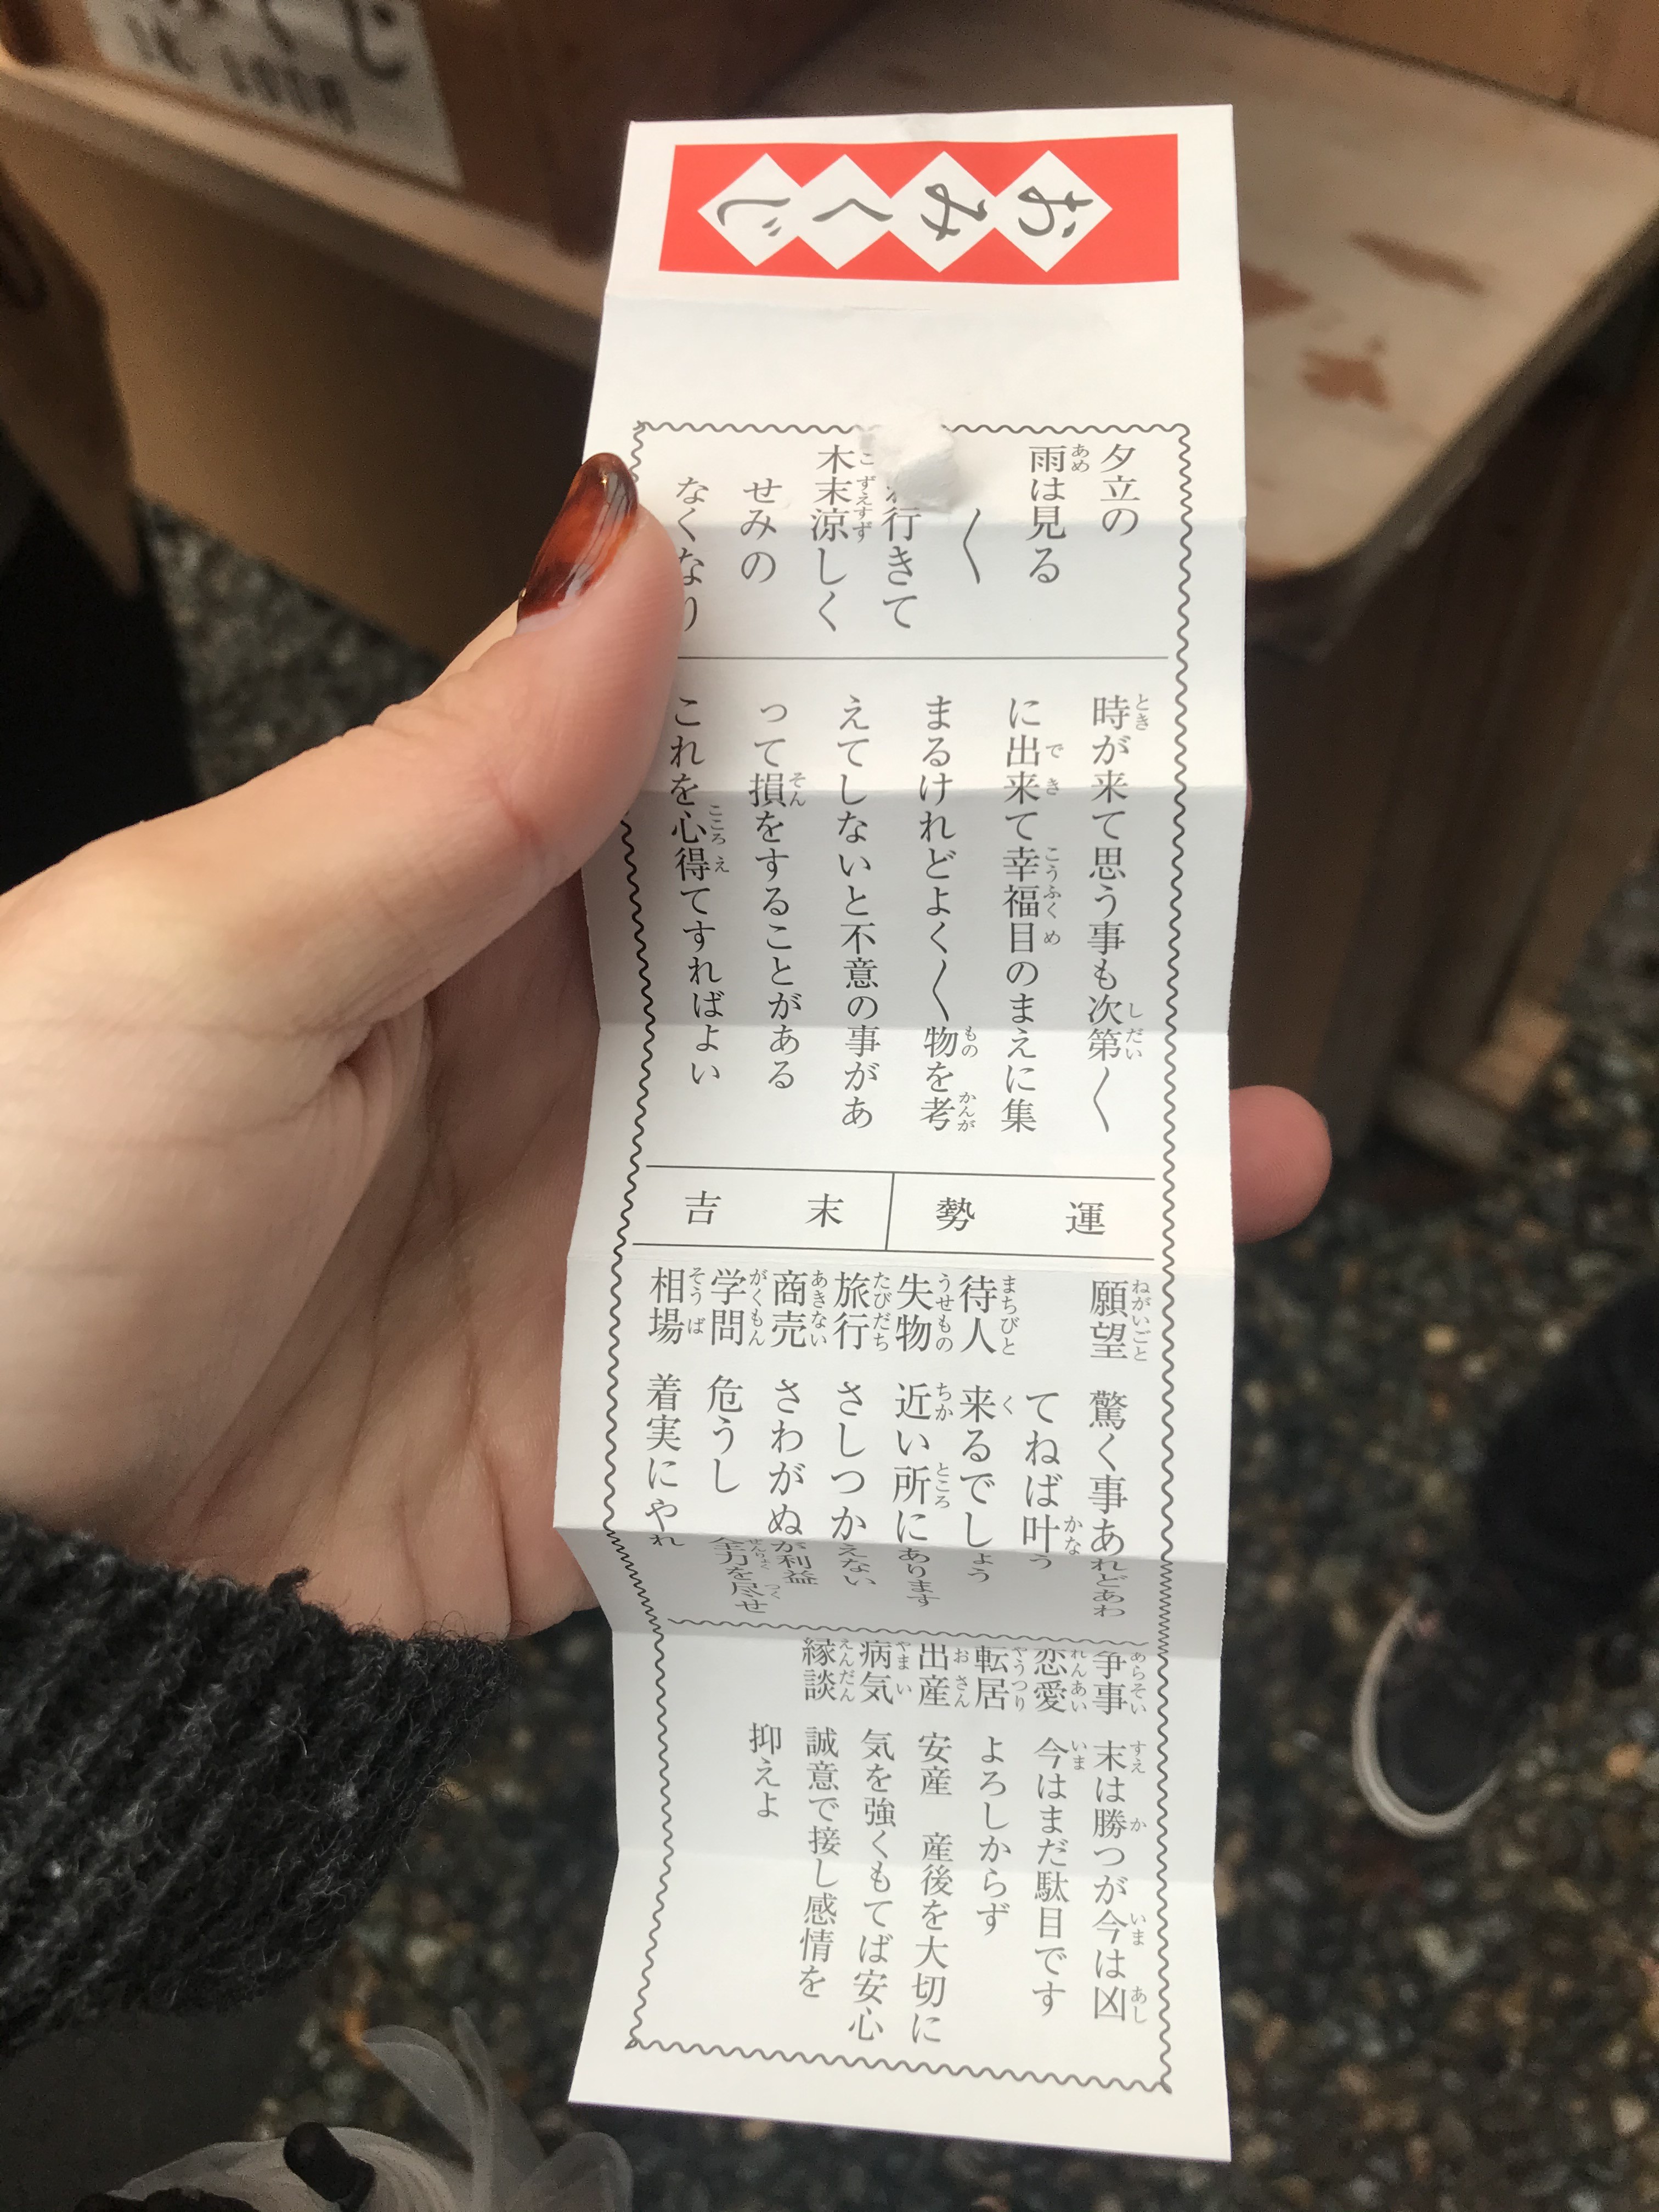 おみくじ
夕立の
雨は見る
〱
行きて
木末涼しく
せみの
なくなり
時が来て思う事も次第〱
に出来て幸福目のまえに集
まるけれどよく〱物を考
えてしないと不意の事があ
って損をすることがある
これを心得てすればよい
運勢 末吉
願望 驚く事あれどあわ
てねば叶う
待人 来るでしょう
失物 近い所にあります
旅行 さしつかえない
商売 さわがぬが利益
学問 危うし 全力を尽せ
相場 着実にやれ
争事 末は勝つが今は凶
恋愛 今はまだ駄目です
転居 よろしからず
出産 安産 産後を大切に
病気 気を強くもてば安心
縁談 誠意で接し感情を
抑えよ